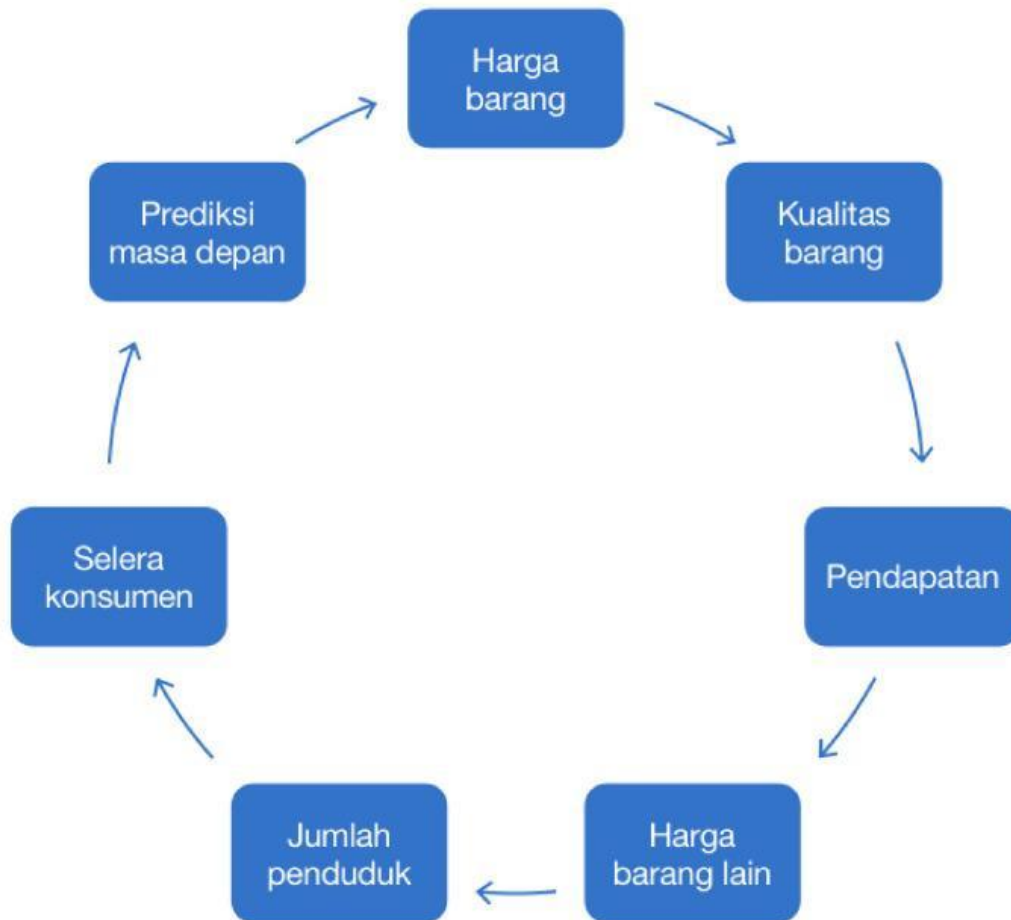 Harga
barang
Kualitas
barang
Pendapatan
Harga
barang lain
Jumlah
penduduk
Selera
konsumen
Prediksi
masa depan